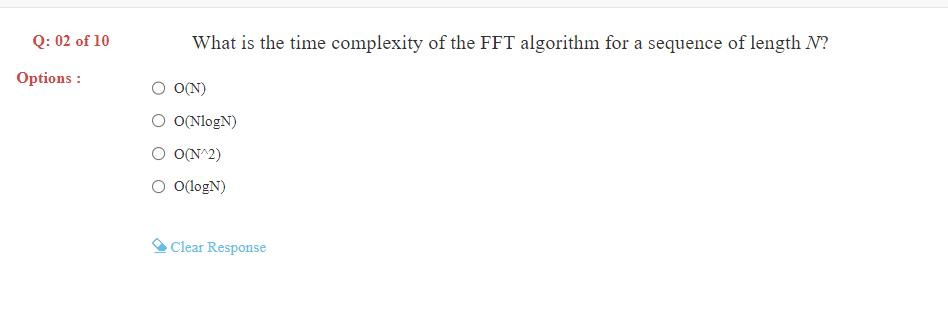 Q: 02 of 10
What is the time complexity of the FFT algorithm for a sequence of length N?
Options :
O(N)
O(NlogN)
O(N^2)
O(logN)
Clear Response